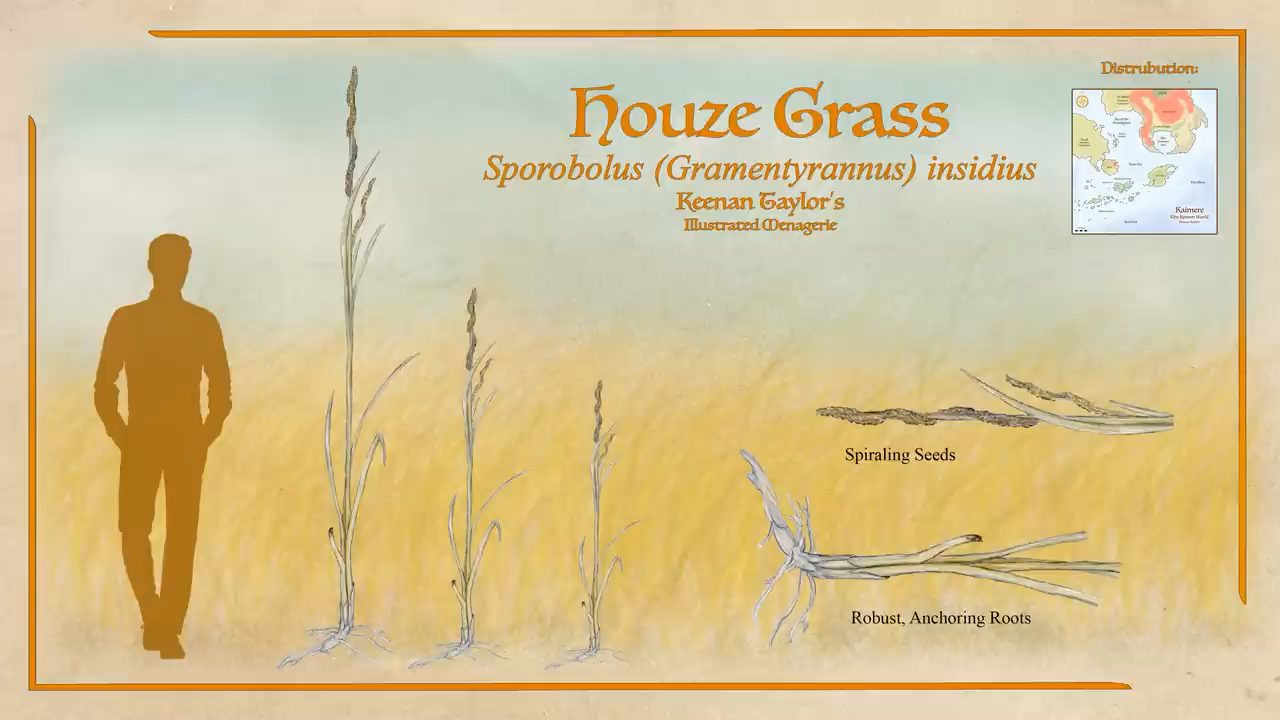 Distrubution:
Houze Grass
Sporobolus (Gramentyrannus) insidius
Keenan Taylor's
Illustrated Menagerie
Kaimere
Spiraling Seeds
Robust, Anchoring Roots